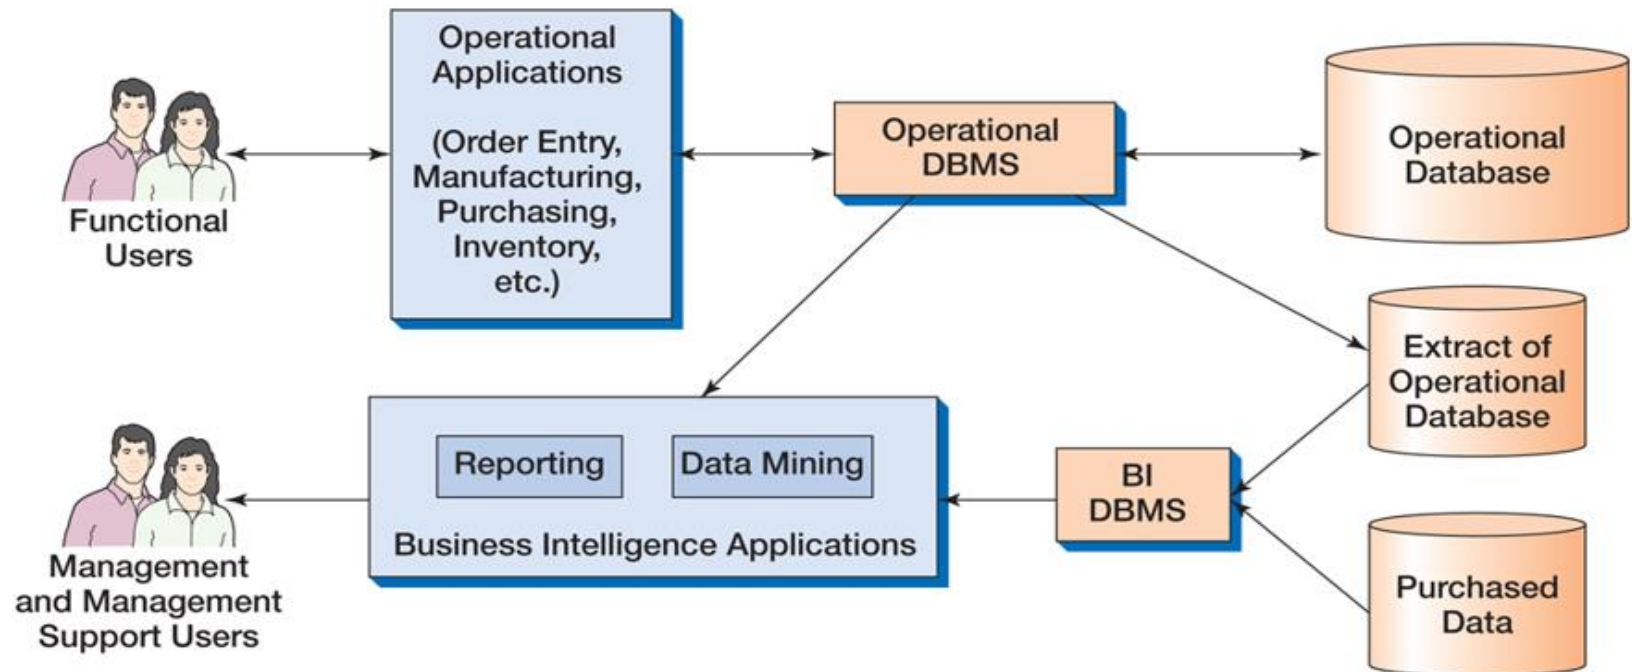 Operational
Applications
(Order Entry,
Manufacturing,
Purchasing,
Inventory,
etc.)
Functional
Users
Operational
DBMS
Operational
Database
Extract of
Operational
Database
Reporting
Data Mining
Business Intelligence Applications
BI
DBMS
Management
and Management
Support Users
Purchased
Data